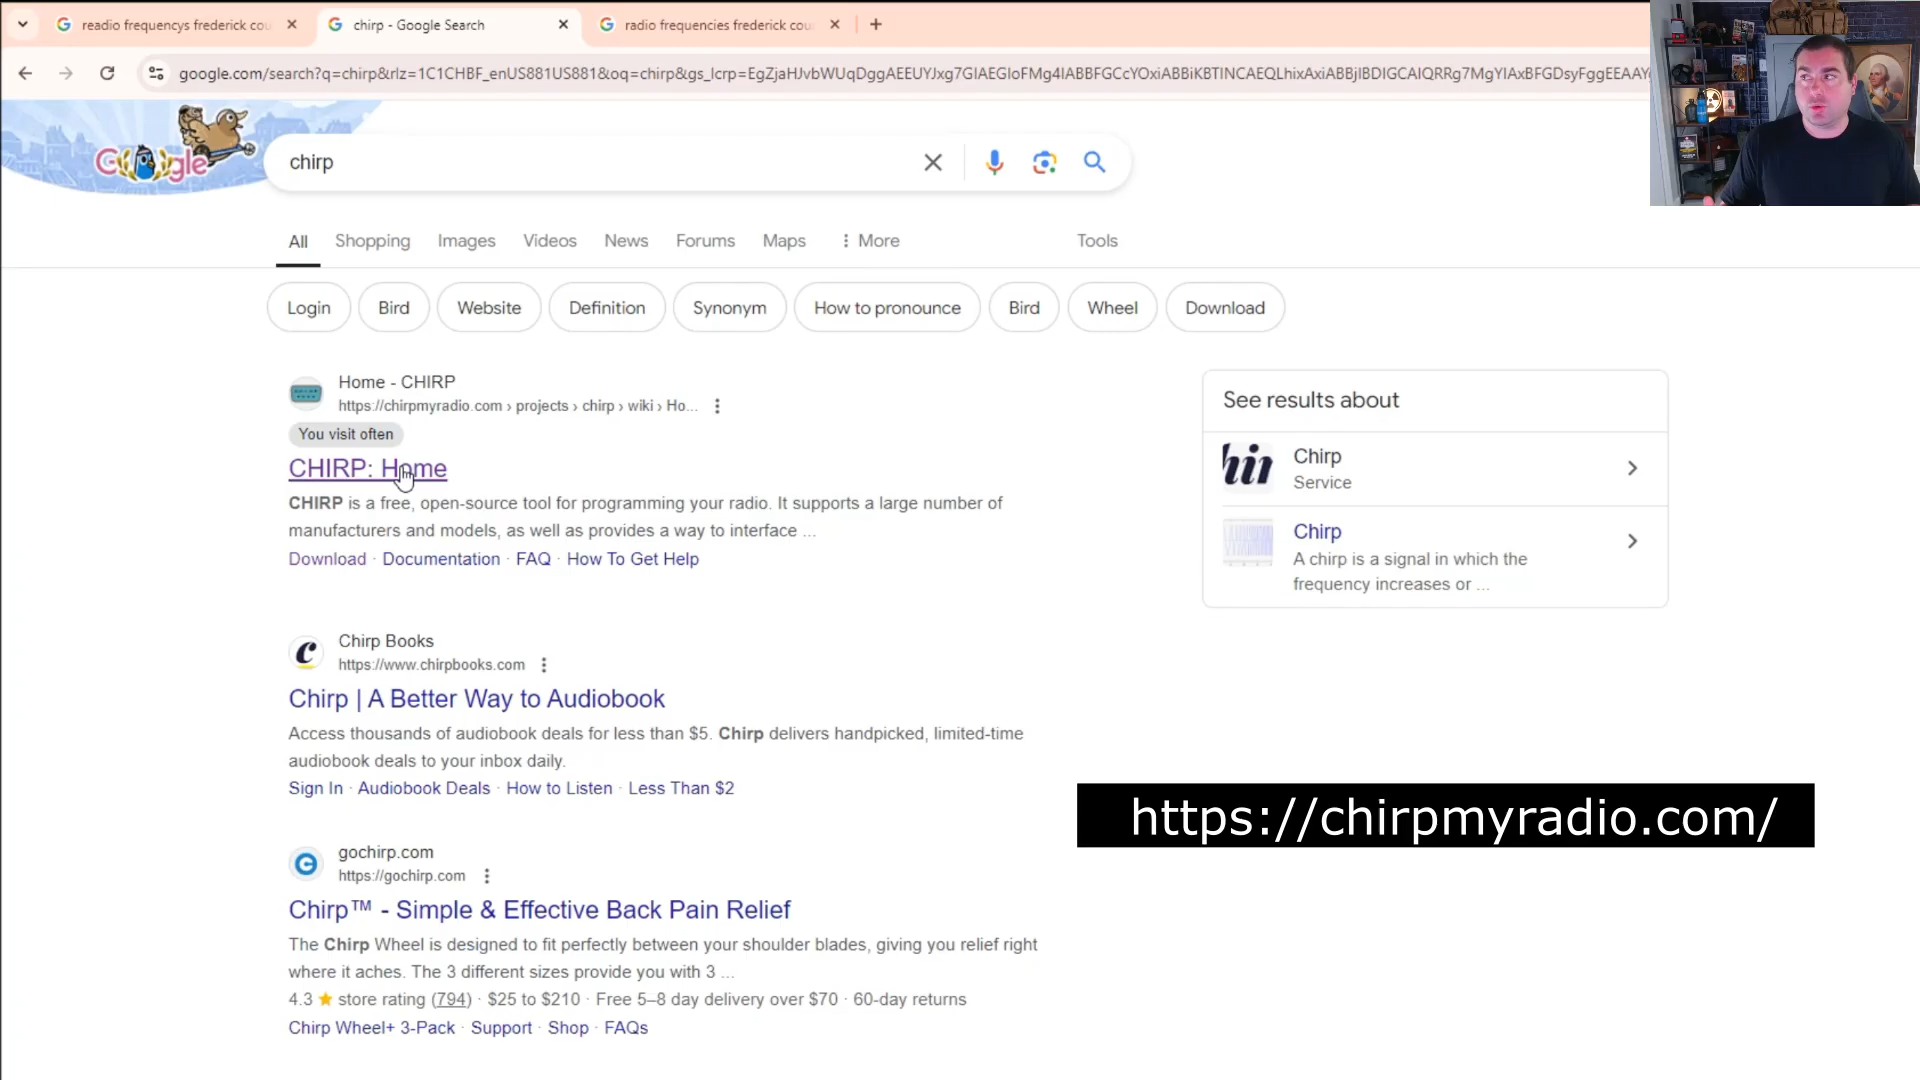 readio frequencys frederick cou
chirp - Google Search
radio frequencies frederick cou
google.com/search?q=chirp&rlz=1C1CHBF_enUS881US881&oq=chirp&gs_lcrp=
Google
chirp
All Shopping Images Videos News Forums Maps More Tools
Login Bird Website Definition Synonym How to pronounce Bird Wheel Download
Home - CHIRP
https://chirpmyradio.com › projects › chirp › wiki › Ho...
You visit often
CHIRP: Home
CHIRP is a free, open-source tool for programming your radio. It supports a large number of
manufacturers and models, as well as provides a way to interface ...
Download · Documentation · FAQ · How To Get Help
See results about
Chirp
Service
Chirp
A chirp is a signal in which the
frequency increases or ...
Chirp Books
https://www.chirpbooks.com
Chirp | A Better Way to Audiobook
Access thousands of audiobook deals for less than $5. Chirp delivers handpicked, limited-time
audiobook deals to your inbox daily.
Sign In · Audiobook Deals · How to Listen · Less Than $2
https://chirpmyradio.com/
gochirp.com
https://gochirp.com
Chirp™ - Simple & Effective Back Pain Relief
The Chirp Wheel is designed to fit perfectly between your shoulder blades, giving you relief right
where it aches. The 3 different sizes provide you with 3 ...
4.3 ★ store rating (794) · $25 to $210 · Free 5–8 day delivery over $70 · 60-day returns
Chirp Wheel+ 3-Pack · Support · Shop · FAQs